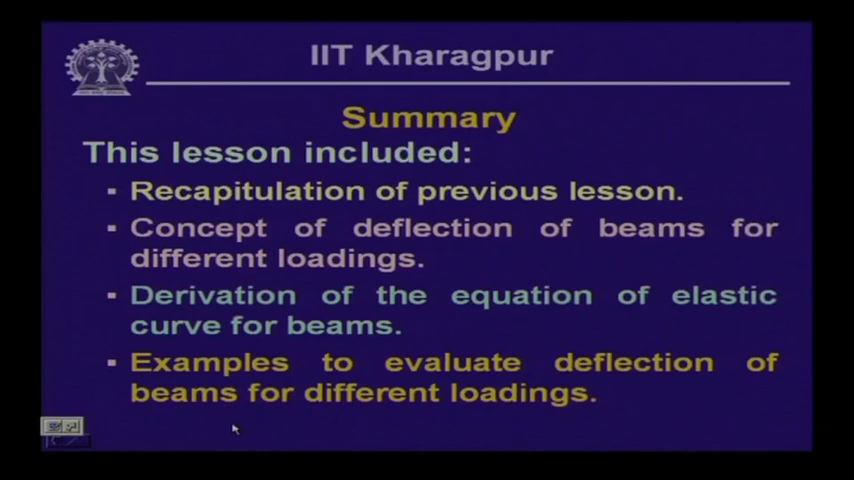 IIT Kharagpur
Summary
This lesson included:
▪ Recapitulation of previous lesson.
▪ Concept of deflection of beams for
different loadings.
▪ Derivation of the equation of elastic
curve for beams.
▪ Examples to evaluate deflection of
beams for different loadings.